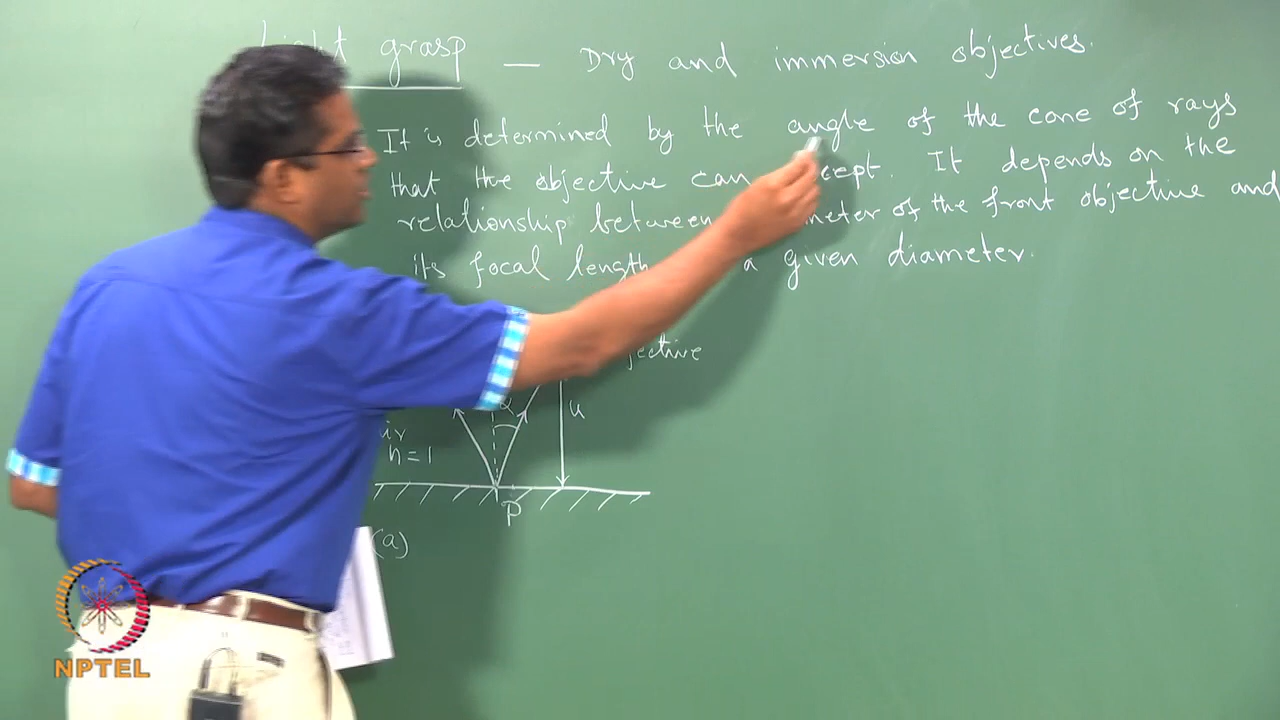 Light grasp — Dry and immersion objectives.
It is determined by the angle of the cone of rays
that the objective can cept. It depends on the
relationship between meter of the front objective and
its focal length a given diameter.
jective
α
u
n=1
P
(a)
NPTEL